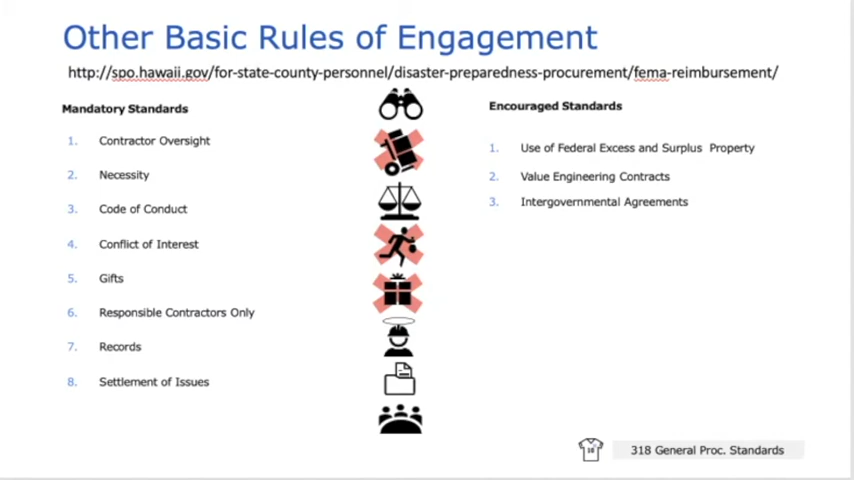 Other Basic Rules of Engagement
http://spo.hawaii.gov/for-state-county-personnel/disaster-preparedness-procurement/fema-reimbursement/
Mandatory Standards
1. Contractor Oversight
2. Necessity
3. Code of Conduct
4. Conflict of Interest
5. Gifts
6. Responsible Contractors Only
7. Records
8. Settlement of Issues
Encouraged Standards
1. Use of Federal Excess and Surplus Property
2. Value Engineering Contracts
3. Intergovernmental Agreements
318 General Proc. Standards